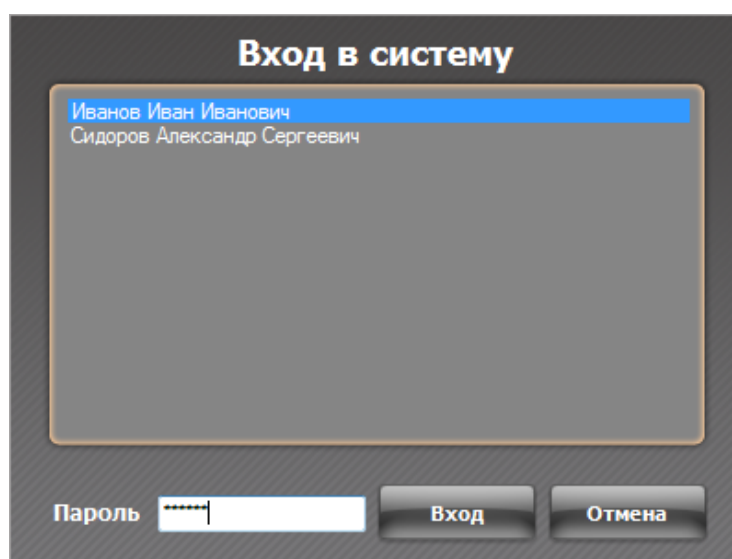 Вход в систему
Иванов Иван Иванович
Сидоров Александр Сергеевич
Пароль ****** Вход Отмена